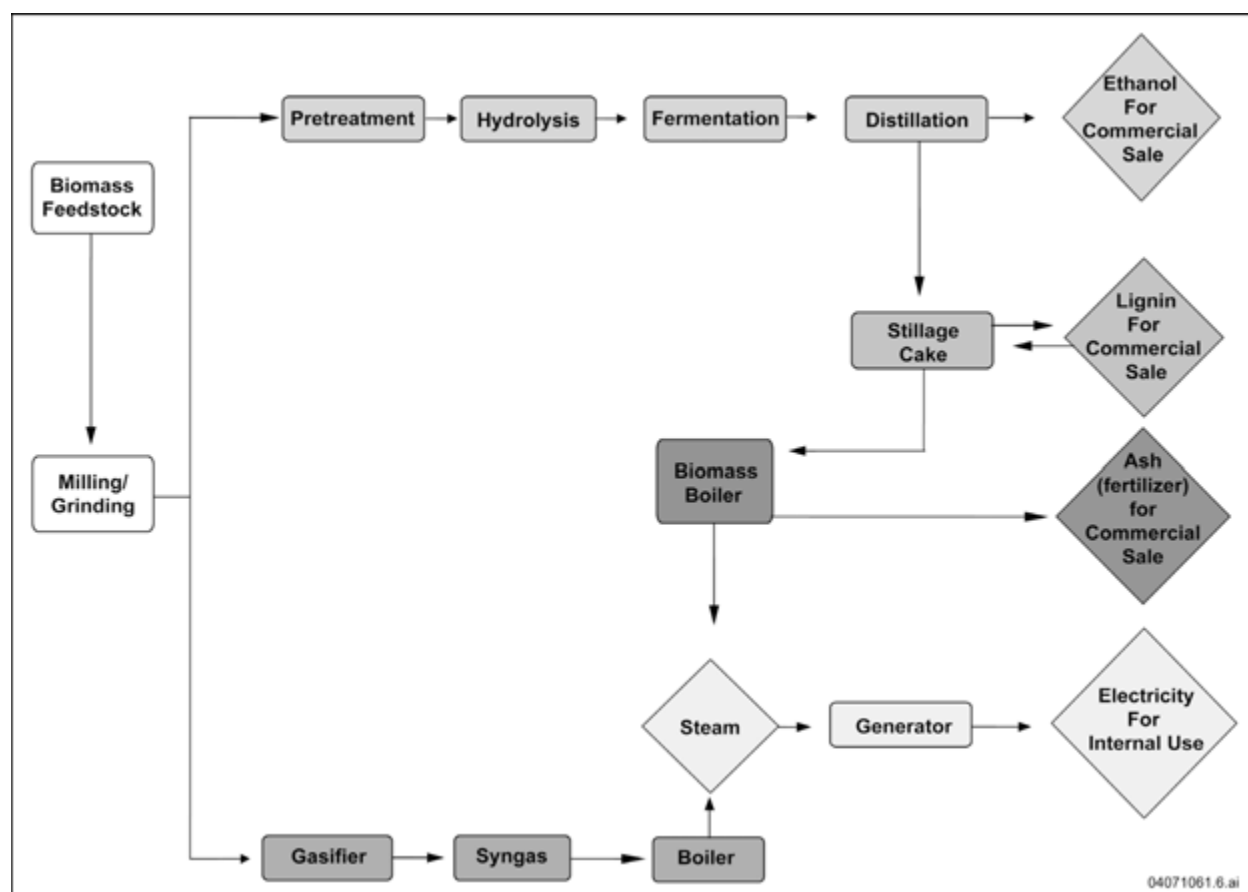 Ethanol
For
Commercial
Sale
Pretreatment
Hydrolysis
Fermentation
Distillation
Biomass
Feedstock
Lignin
For
Commercial
Sale
Stillage
Cake
Milling/
Grinding
Biomass
Boiler
Ash
(fertilizer)
for
Commercial
Sale
Steam
Generator
Electricity
For
Internal Use
Gasifier
Syngas
Boiler
04071061.6.ai